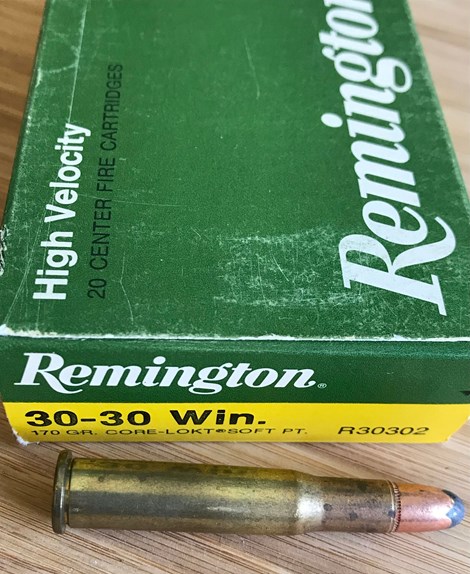 Remington
High Velocity
20 CENTER FIRE CARTRIDGES
Remington®
30-30 Win.
170 GR. CORE-LOKT® SOFT PT. R30302